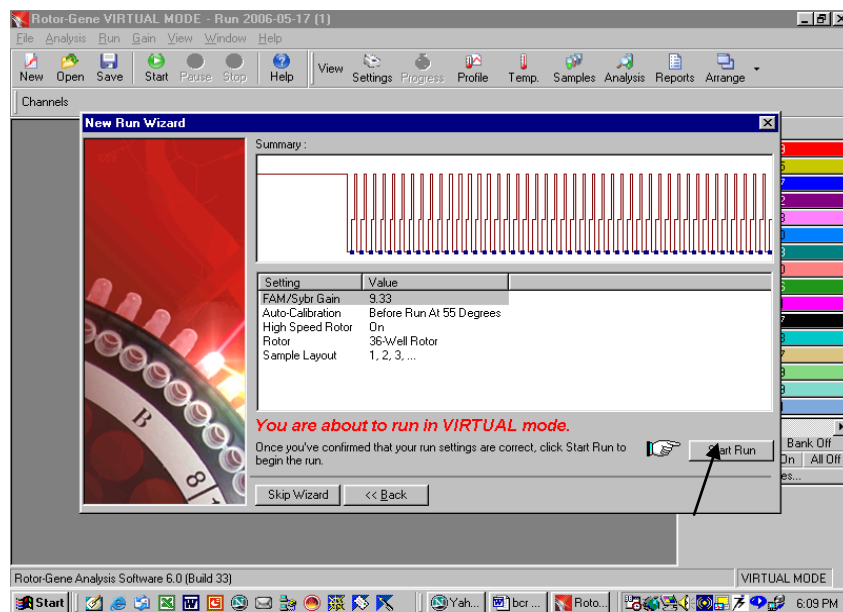 Rotor-Gene VIRTUAL MODE - Run 2006-05-17 (1)
File Analysis Run Gain View Window Help
New Open Save Start Pause Stop Help View Settings Progress Profile Temp. Samples Analysis Reports Arrange
Channels
New Run Wizard
Summary :
Setting Value
FAM/Sybr Gain 9.33
Auto-Calibration Before Run At 55 Degrees
High Speed Rotor On
Rotor 36-Well Rotor
Sample Layout 1, 2, 3, ...
You are about to run in VIRTUAL mode.
Once you've confirmed that your run settings are correct, click Start Run to
begin the run.
Start Run
Bank Off
On All Off
Skip Wizard << Back
B
8
Rotor-Gene Analysis Software 6.0 (Build 33) VIRTUAL MODE
Start Yah... bcr ... Roto... 6:09 PM